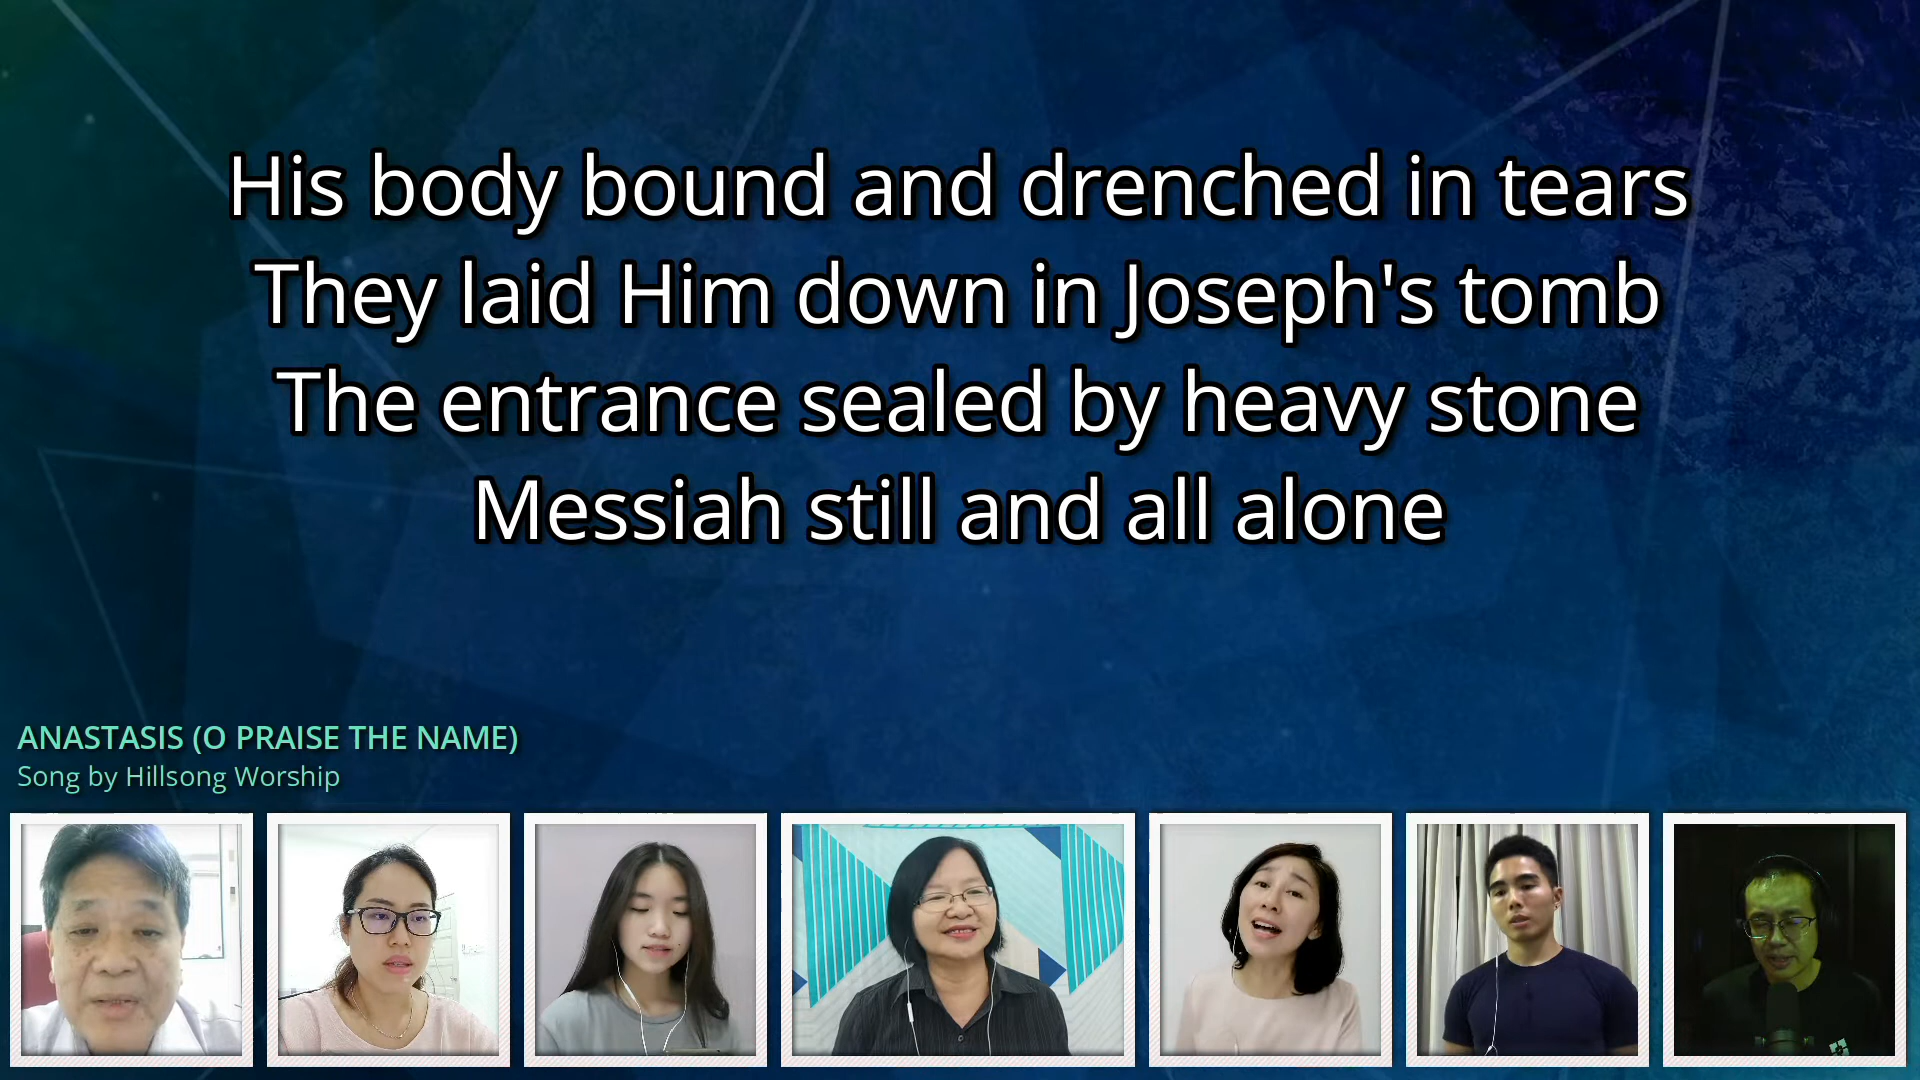 His body bound and drenched in tears
They laid Him down in Joseph's tomb
The entrance sealed by heavy stone
Messiah still and all alone
ANASTASIS (O PRAISE THE NAME)
Song by Hillsong Worship